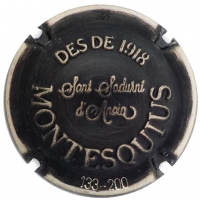 DES DE 1918
Sant Sadurní
d'Anoia
MONTESQUIUS
133-200